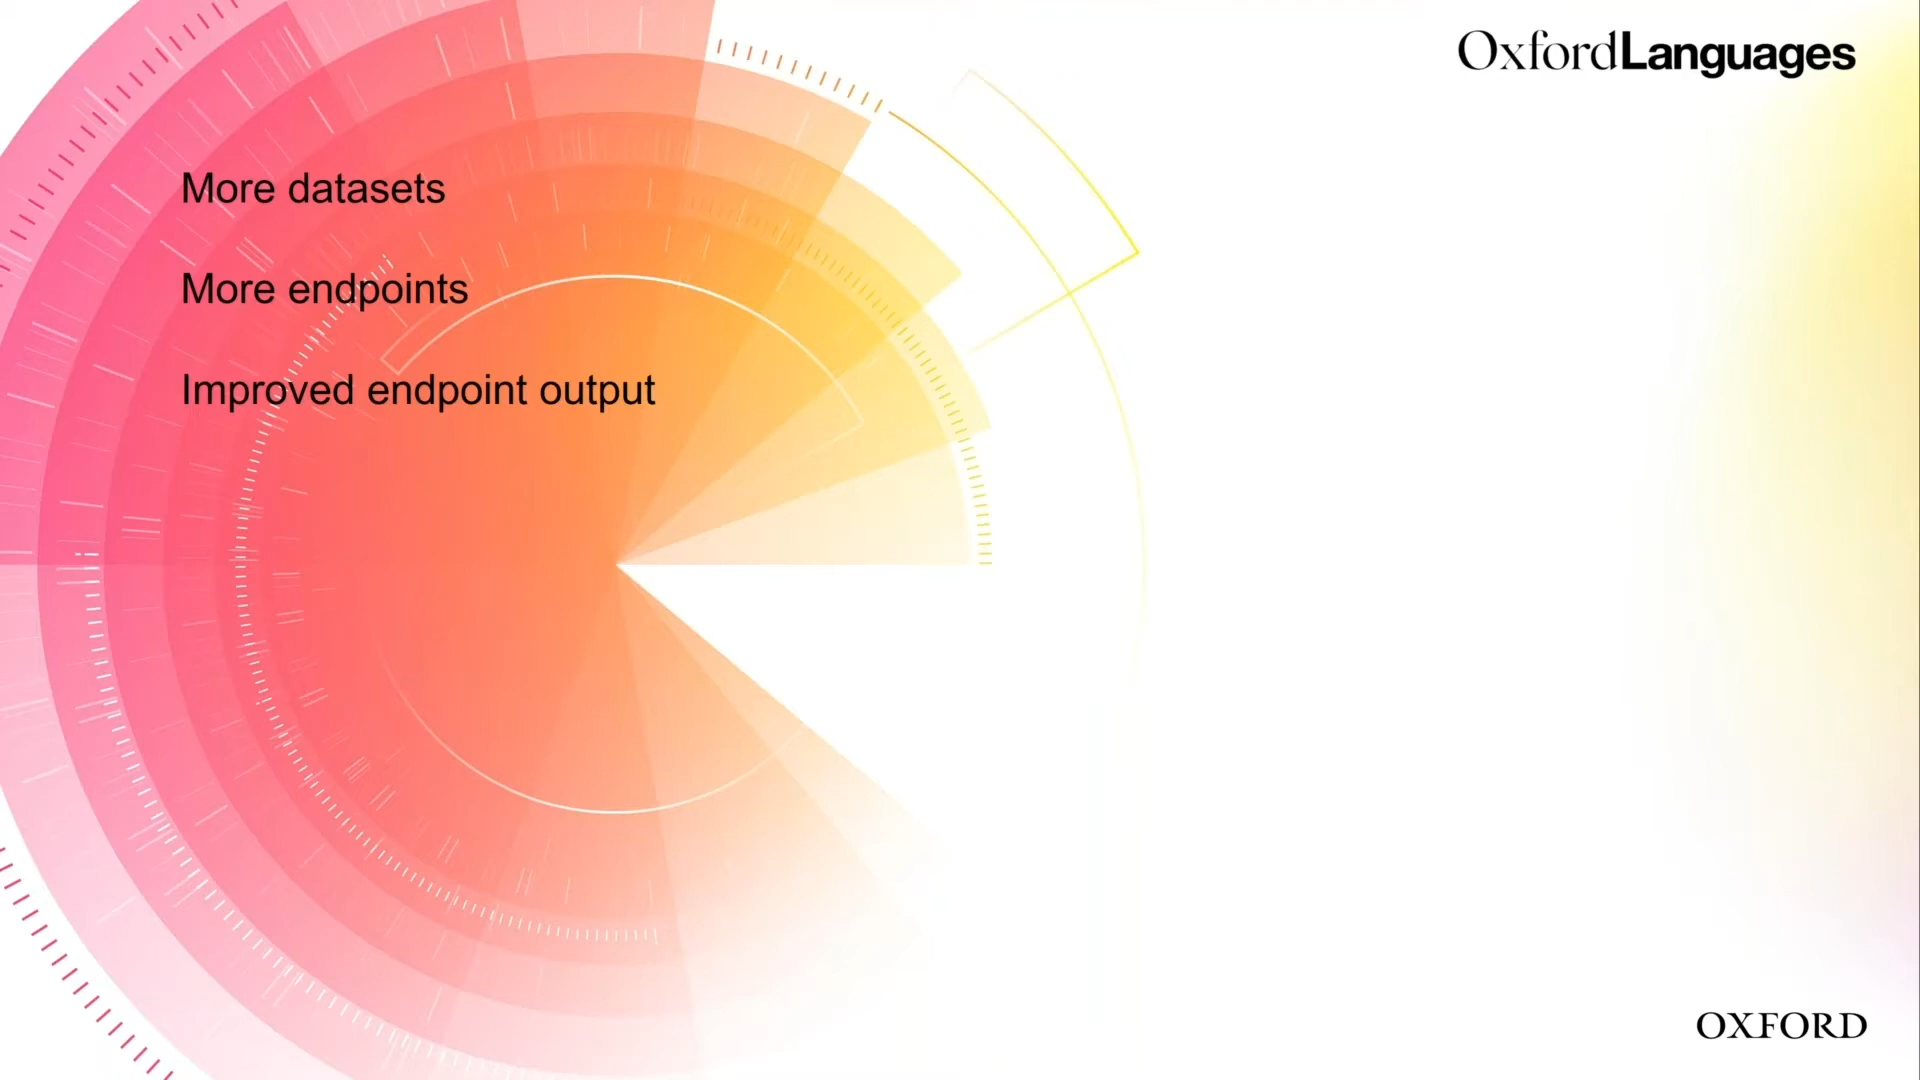 OxfordLanguages
More datasets
More endpoints
Improved endpoint output
OXFORD